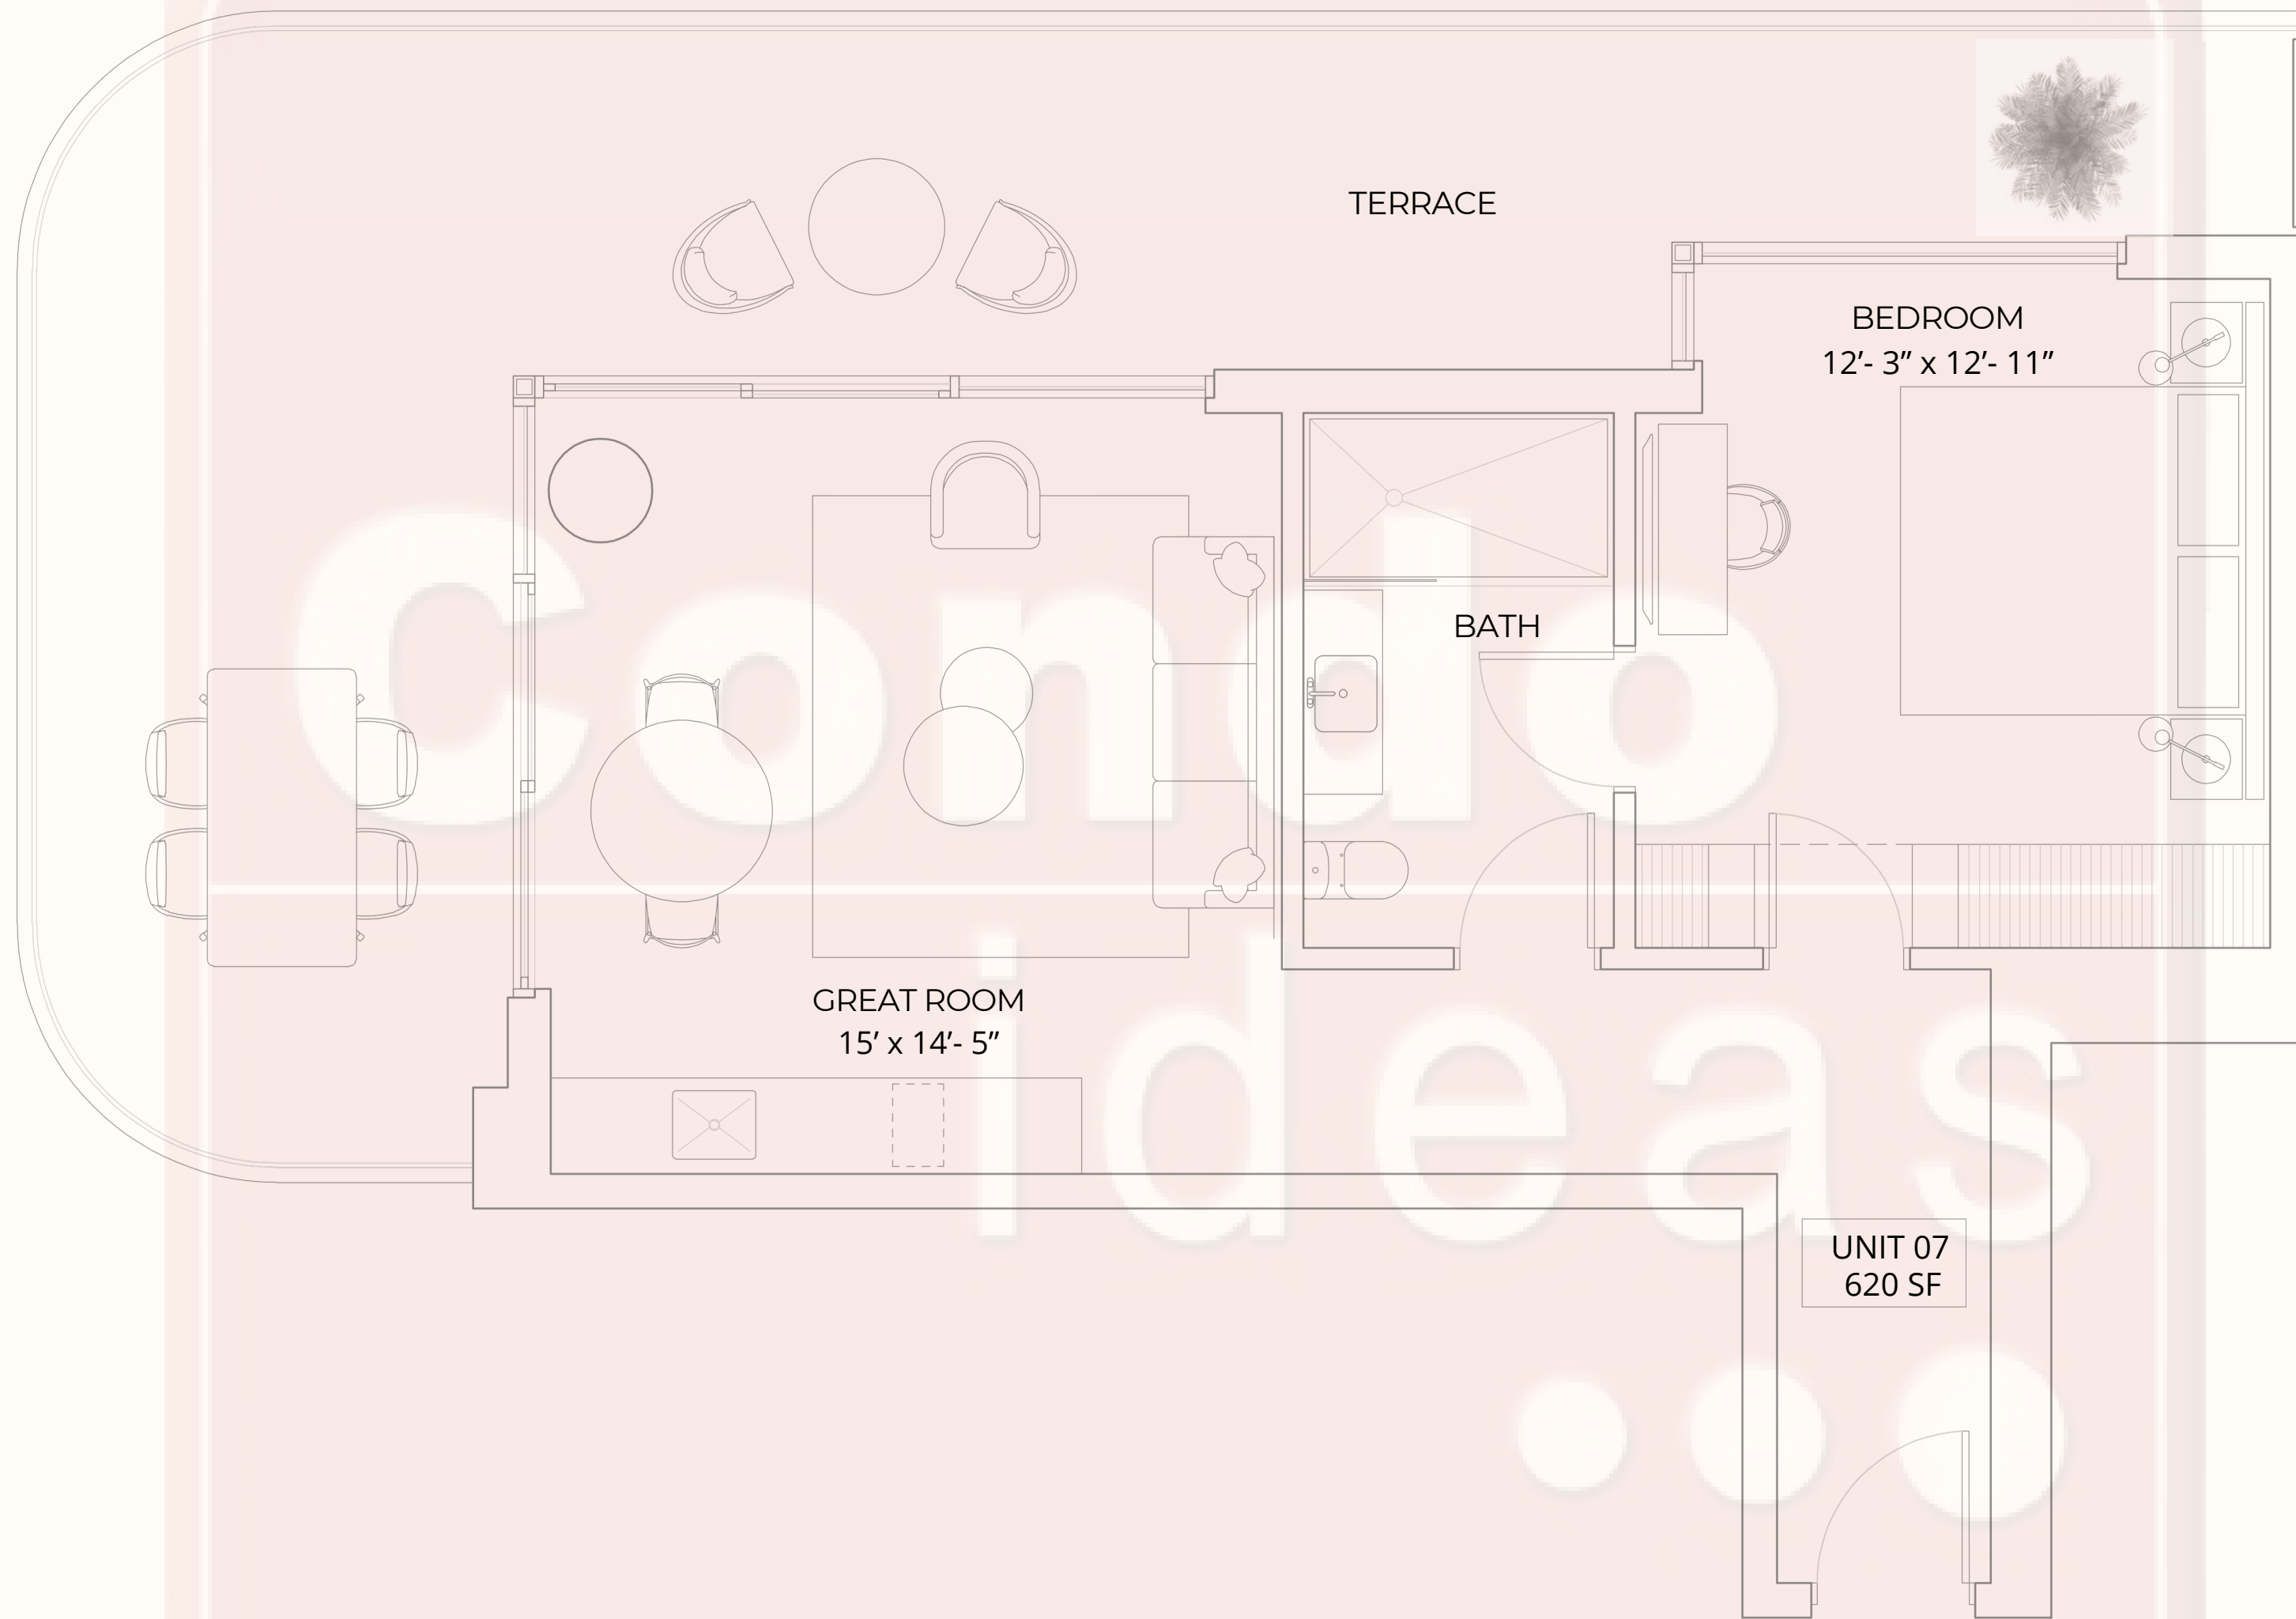 TERRACE
BEDROOM
12’- 3” x 12’- 11”
BATH
GREAT ROOM
15’ x 14’- 5”
UNIT 07
620 SF
Condo
ideas